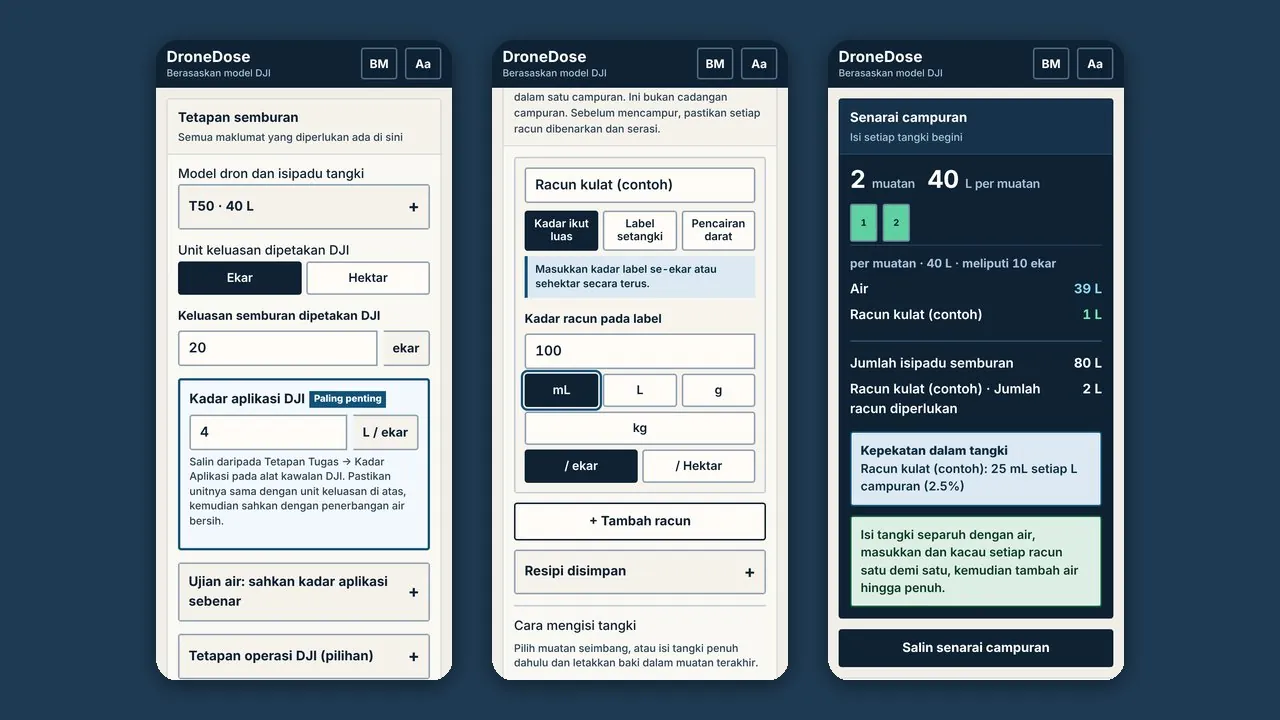 DroneDose
Berasaskan model DJI
BM
Aa
Tetapan semburan
Semua maklumat yang diperlukan ada di sini
Model dron dan isipadu tangki
T50 · 40 L
+
Unit keluasan dipetakan DJI
Ekar
Hektar
Keluasan semburan dipetakan DJI
20
ekar
Kadar aplikasi DJI
Paling penting
4
L / ekar
Salin daripada Tetapan Tugas → Kadar
Aplikasi pada alat kawalan DJI. Pastikan
unitnya sama dengan unit keluasan di atas,
kemudian sahkan dengan penerbangan air
bersih.
Ujian air: sahkan kadar aplikasi
sebenar
+
Tetapan operasi DJI (pilihan)
+
DroneDose
Berasaskan model DJI
BM
Aa
dalam satu campuran. Ini bukan cadangan
campuran. Sebelum mencampur, pastikan setiap
racun dibenarkan dan serasi.
Racun kulat (contoh)
Kadar ikut
luas
Label
setangki
Pencairan
darat
Masukkan kadar label se-ekar atau
sehektar secara terus.
Kadar racun pada label
100
mL
L
g
kg
/ ekar
/ Hektar
+ Tambah racun
Resipi disimpan
+
Cara mengisi tangki
Pilih muatan seimbang, atau isi tangki penuh
dahulu dan letakkan baki dalam muatan terakhir.
DroneDose
Berasaskan model DJI
BM
Aa
Senarai campuran
Isi setiap tangki begini
2 muatan 40 L per muatan
1
2
per muatan · 40 L · meliputi 10 ekar
Air
39 L
Racun kulat (contoh)
1 L
Jumlah isipadu semburan
80 L
Racun kulat (contoh) · Jumlah
racun diperlukan
2 L
Kepekatan dalam tangki
Racun kulat (contoh): 25 mL setiap L
campuran (2.5%)
Isi tangki separuh dengan air,
masukkan dan kacau setiap racun
satu demi satu, kemudian tambah air
hingga penuh.
Salin senarai campuran